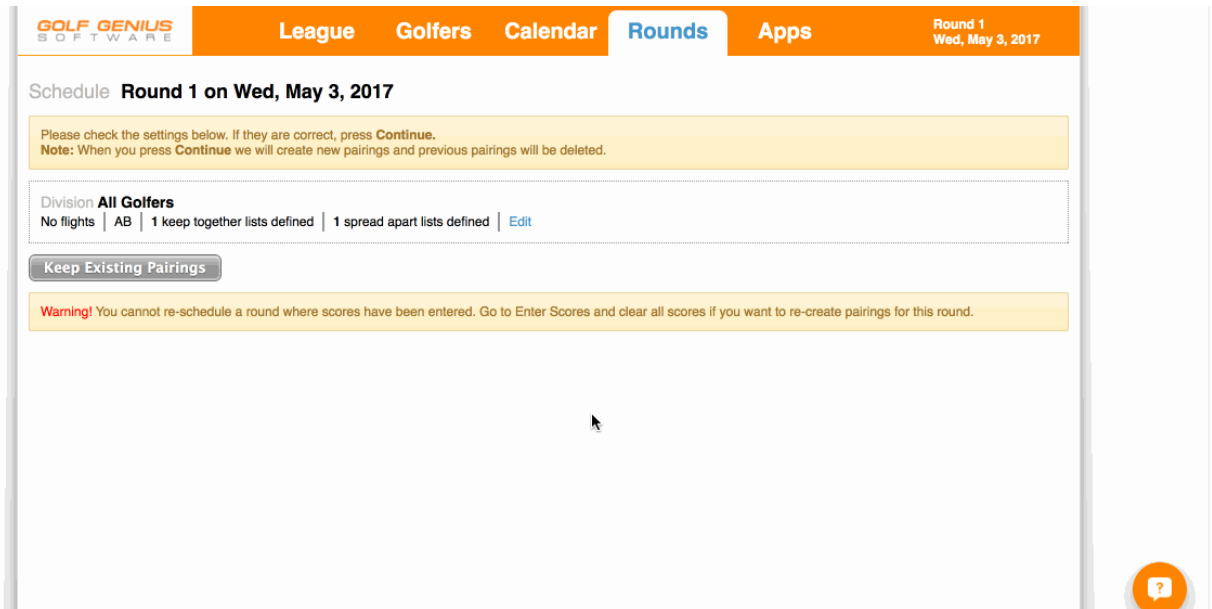 GOLF GENIUS
SOFTWARE
League
Golfers
Calendar
Rounds
Apps
Round 1
Wed, May 3, 2017
Schedule Round 1 on Wed, May 3, 2017
Please check the settings below. If they are correct, press Continue.
Note: When you press Continue we will create new pairings and previous pairings will be deleted.
Division All Golfers
No flights | AB | 1 keep together lists defined | 1 spread apart lists defined | Edit
Keep Existing Pairings
Warning! You cannot re-schedule a round where scores have been entered. Go to Enter Scores and clear all scores if you want to re-create pairings for this round.
?